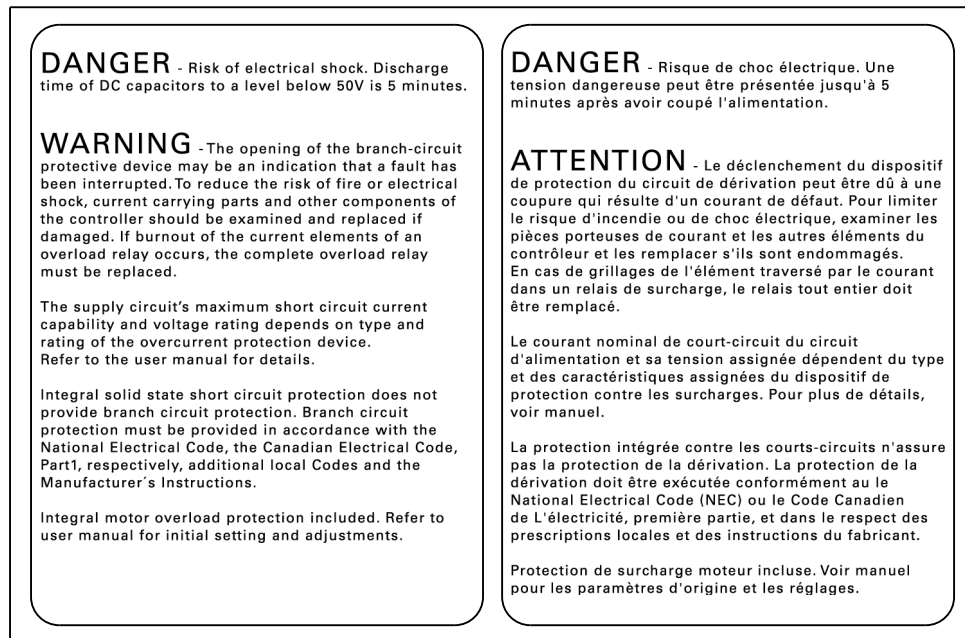 DANGER - Risk of electrical shock. Discharge
time of DC capacitors to a level below 50V is 5 minutes.
WARNING - The opening of the branch-circuit
protective device may be an indication that a fault has
been interrupted. To reduce the risk of fire or electrical
shock, current carrying parts and other components of
the controller should be examined and replaced if
damaged. If burnout of the current elements of an
overload relay occurs, the complete overload relay
must be replaced.
The supply circuit's maximum short circuit current
capability and voltage rating depends on type and
rating of the overcurrent protection device.
Refer to the user manual for details.
Integral solid state short circuit protection does not
provide branch circuit protection. Branch circuit
protection must be provided in accordance with the
National Electrical Code, the Canadian Electrical Code,
Part1, respectively, additional local Codes and the
Manufacturer´s Instructions.
Integral motor overload protection included. Refer to
user manual for initial setting and adjustments.
DANGER - Risque de choc électrique. Une
tension dangereuse peut être présentée jusqu'à 5
minutes après avoir coupé l'alimentation.
ATTENTION - Le déclenchement du dispositif
de protection du circuit de dérivation peut être dû à une
coupure qui résulte d'un courant de défaut. Pour limiter
le risque d'incendie ou de choc électrique, examiner les
pièces porteuses de courant et les autres éléments du
contrôleur et les remplacer s'ils sont endommagés.
En cas de grillages de l'élément traversé par le courant
dans un relais de surcharge, le relais tout entier doit
être remplacé.
Le courant nominal de court-circuit du circuit
d'alimentation et sa tension assignée dépendent du type
et des caractéristiques assignées du dispositif de
protection contre les surcharges. Pour plus de détails,
voir manuel.
La protection intégrée contre les courts-circuits n'assure
pas la protection de la dérivation. La protection de la
dérivation doit être exécutée conformément au le
National Electrical Code (NEC) ou le Code Canadien
de L'électricité, première partie, et dans le respect des
prescriptions locales et des instructions du fabricant.
Protection de surcharge moteur incluse. Voir manuel
pour les paramètres d'origine et les réglages.